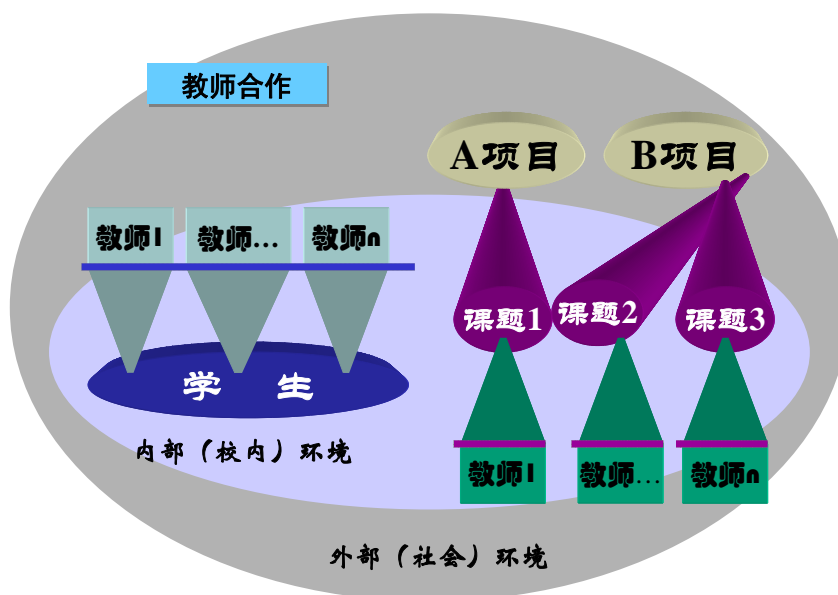 教师合作
A项目
B项目
教师1
教师…
教师n
课题1
课题2
课题3
学 生
内部（校内）环境
教师1
教师…
教师n
外部（社会）环境